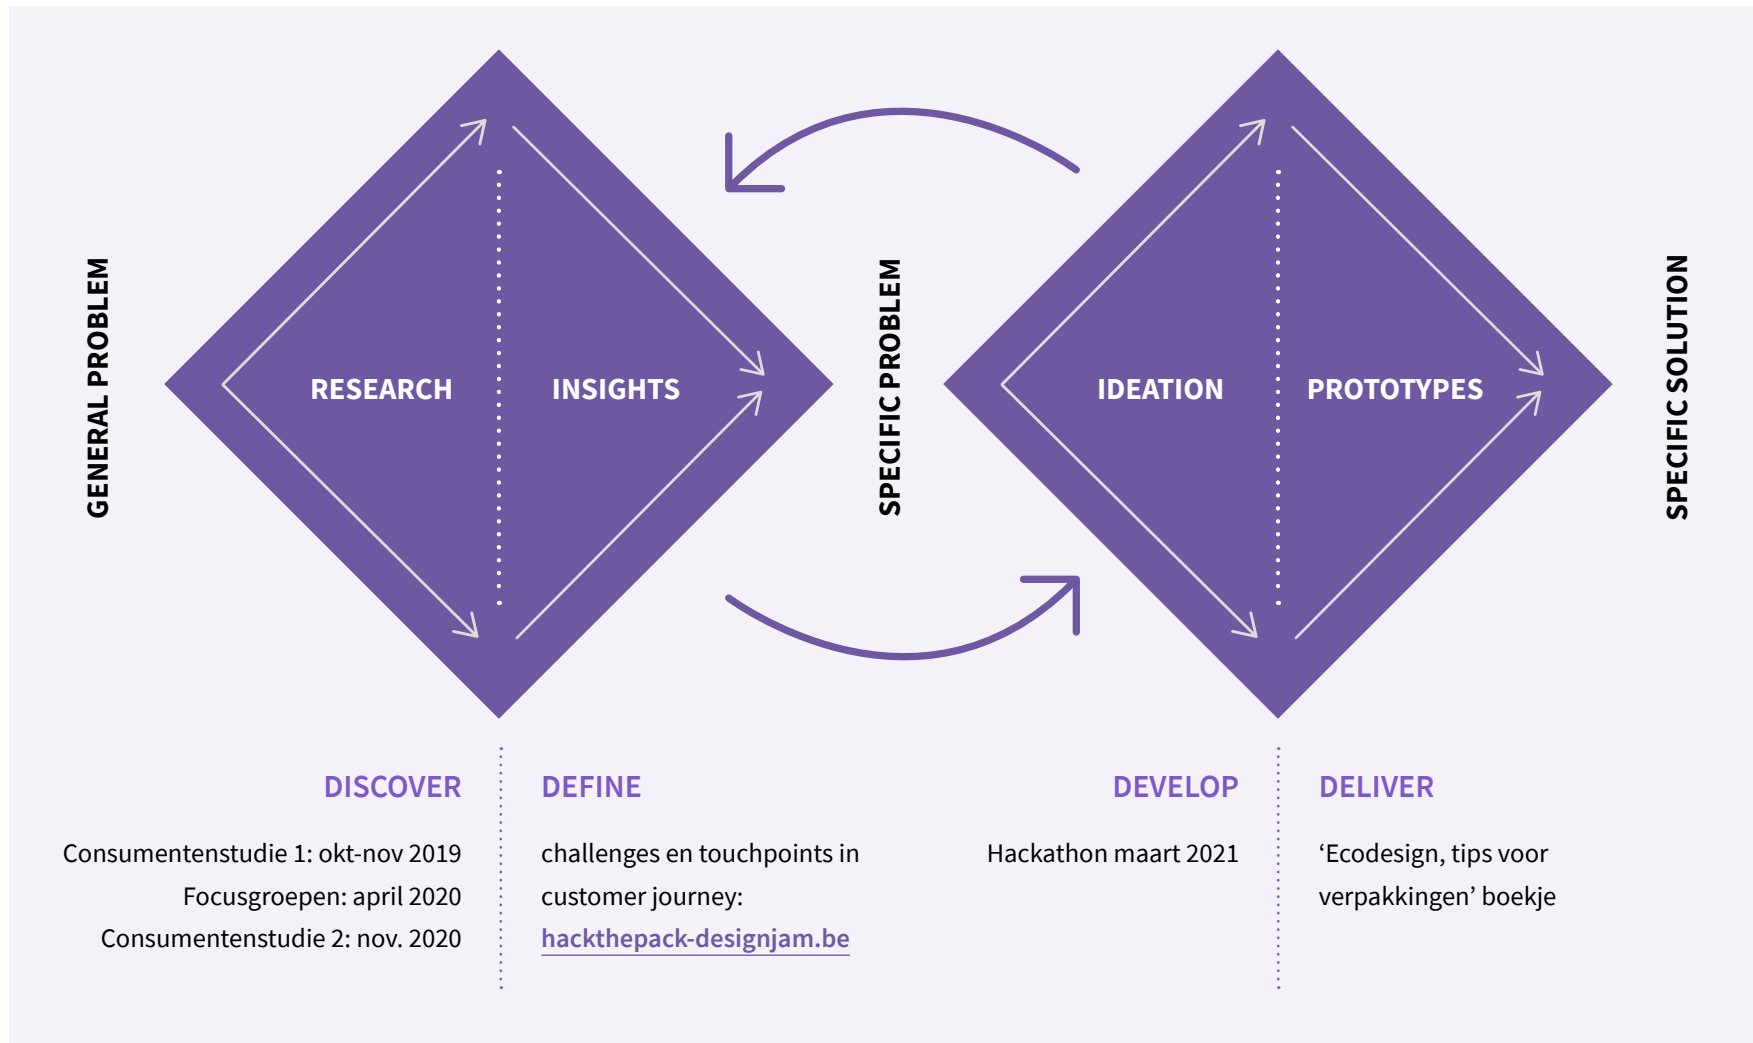 GENERAL PROBLEM
RESEARCH
INSIGHTS
SPECIFIC PROBLEM
IDEATION
PROTOTYPES
SPECIFIC SOLUTION
DISCOVER
Consumentenstudie 1: okt-nov 2019
Focusgroepen: april 2020
Consumentenstudie 2: nov. 2020
DEFINE
challenges en touchpoints in
customer journey:
hackthepack-designjam.be
DEVELOP
Hackathon maart 2021
DELIVER
‘Ecodesign, tips voor
verpakkingen’ boekje